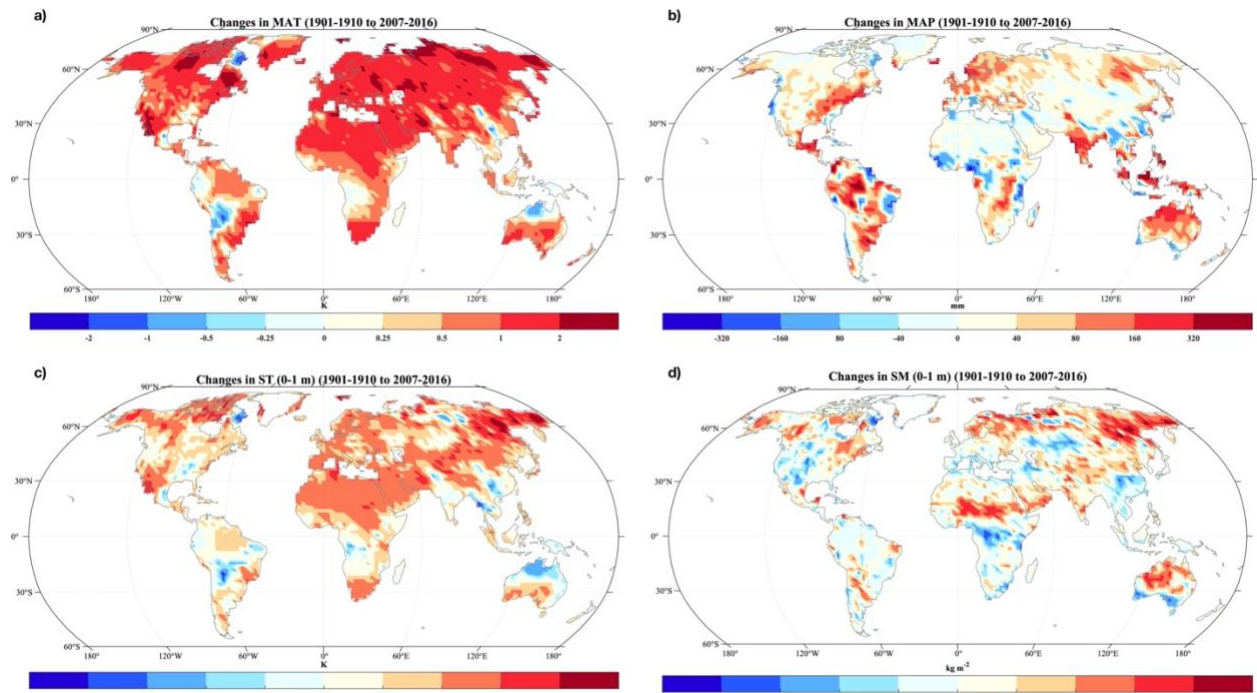 a) Changes in MAT (1901-1910 to 2007-2016)
90°N
60°N
30°N
0°
30°S
60°S
180° 120°W 60°W 0° 60°E 120°E 180°
K
-2 -1 -0.5 -0.25 0 0.25 0.5 1 2
b) Changes in MAP (1901-1910 to 2007-2016)
90°N
60°N
30°N
0°
30°S
60°S
180° 120°W 60°W 0° 60°E 120°E 180°
mm
-320 -160 -80 -40 0 40 80 160 320
c) Changes in ST (0-1 m) (1901-1910 to 2007-2016)
90°N
60°N
30°N
0°
30°S
60°S
180° 120°W 60°W 0° 60°E 120°E 180°
K
d) Changes in SM (0-1 m) (1901-1910 to 2007-2016)
90°N
60°N
30°N
0°
30°S
60°S
180° 120°W 60°W 0° 60°E 120°E 180°
kg m⁻²